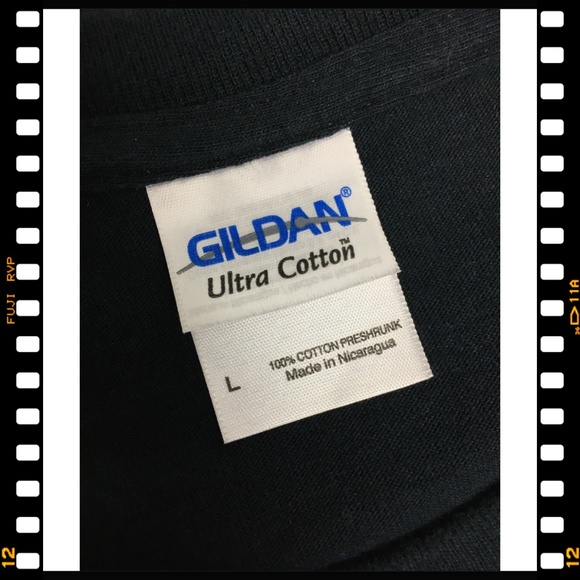 GILDAN®
Ultra Cotton™
L
100% COTTON PRESHRUNK
Made in Nicaragua
FUJI RVP
12
11A
12